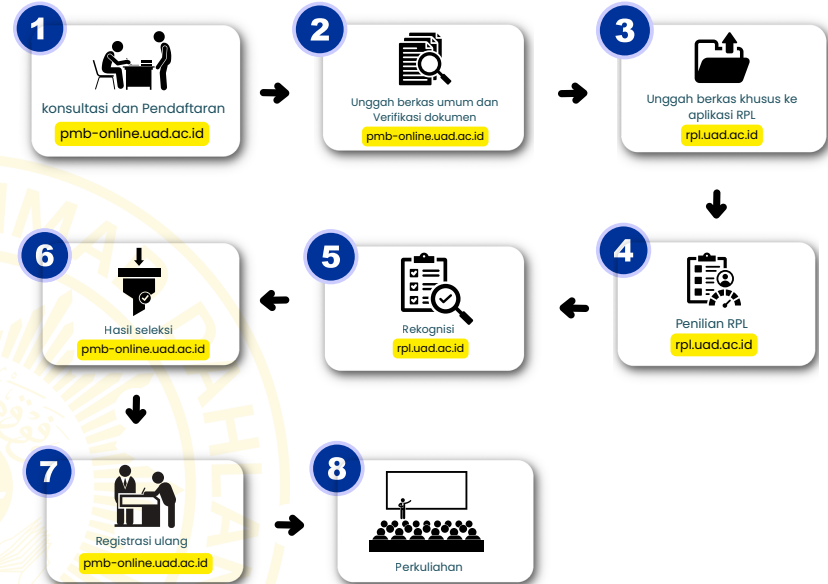 1
konsultasi dan Pendaftaran
pmb-online.uad.ac.id
2
Unggah berkas umum dan
Verifikasi dokumen
pmb-online.uad.ac.id
3
Unggah berkas khusus ke
aplikasi RPL
rpl.uad.ac.id
4
Penilian RPL
rpl.uad.ac.id
5
Rekognisi
rpl.uad.ac.id
6
Hasil seleksi
pmb-online.uad.ac.id
7
Registrasi ulang
pmb-online.uad.ac.id
8
Perkuliahan